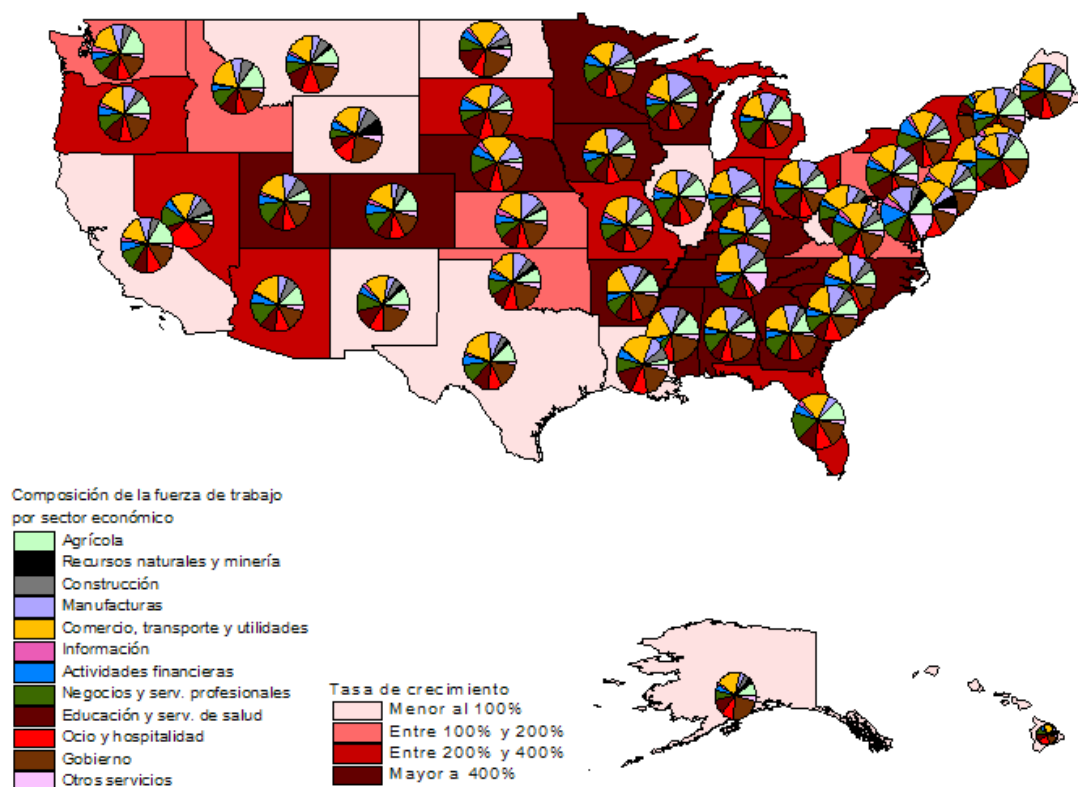 Composición de la fuerza de trabajo
por sector económico
Agrícola
Recursos naturales y minería
Construcción
Manufacturas
Comercio, transporte y utilidades
Información
Actividades financieras
Negocios y serv. profesionales
Educación y serv. de salud
Ocio y hospitalidad
Gobierno
Otros servicios
Tasa de crecimiento
Menor al 100%
Entre 100% y 200%
Entre 200% y 400%
Mayor a 400%